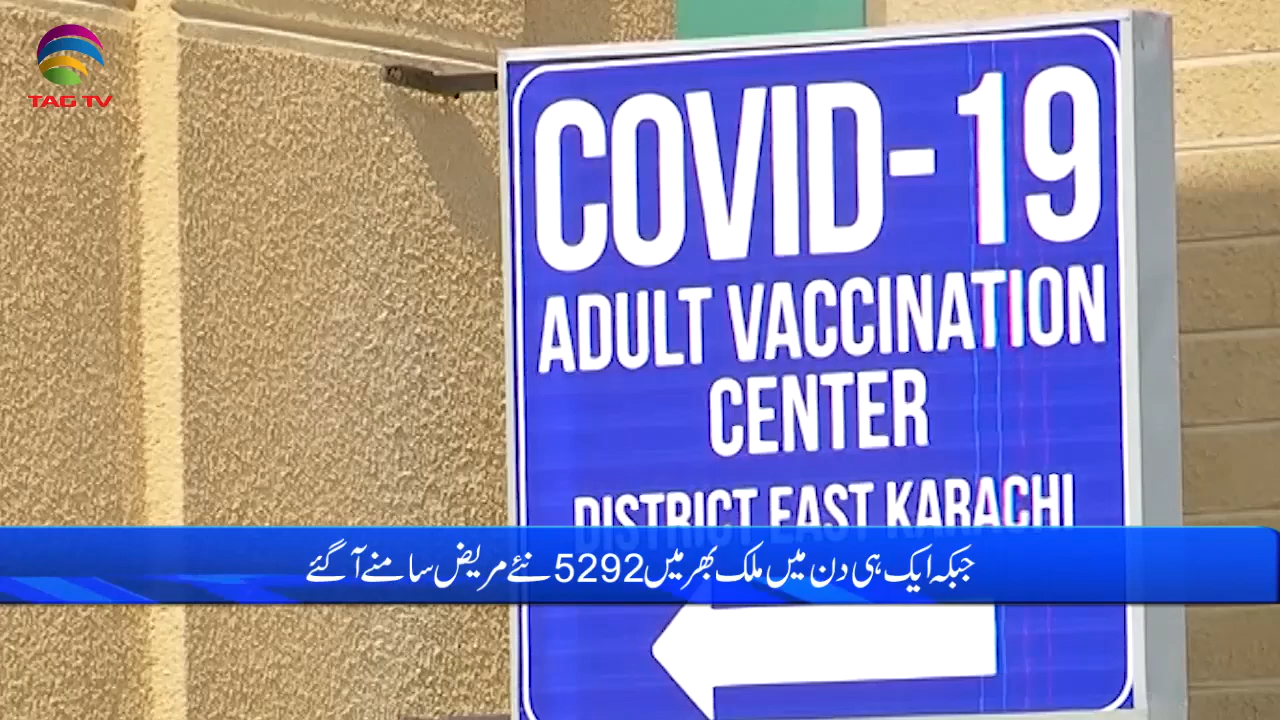 TAG TV
COVID-19
ADULT VACCINATION
CENTER
DISTRICT EAST KARACHI
جبکہ ایک ہی دن میں ملک بھر میں 5292 نئے مریض سامنے آ گئے